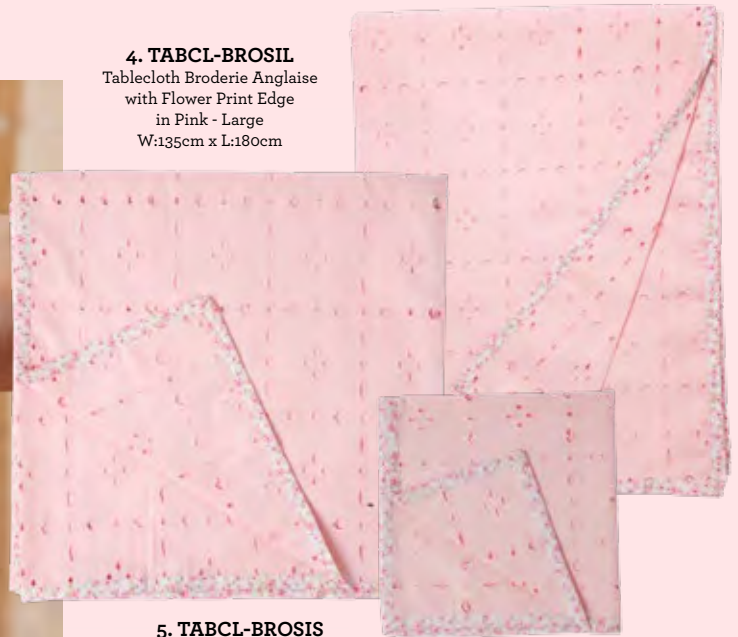 4. TABCL-BROSIL
Tablecloth Broderie Anglaise
with Flower Print Edge
in Pink - Large
W:135cm x L:180cm
5. TABCL-BROSIS